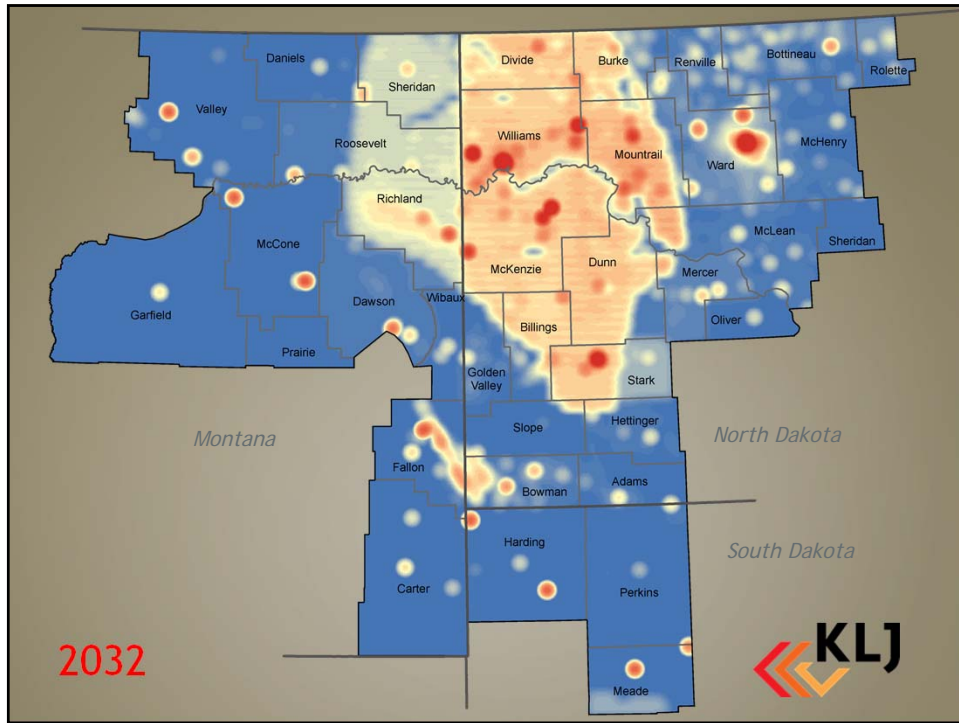 Daniels
Divide
Burke
Renville
Bottineau
Rolette
Sheridan
Valley
Roosevelt
Williams
Mountrail
Ward
McHenry
Richland
McCone
McLean
Sheridan
McKenzie
Dunn
Mercer
Garfield
Dawson
Wibaux
Billings
Oliver
Prairie
Golden
Valley
Stark
Montana
Slope
Hettinger
North Dakota
Fallon
Bowman
Adams
Harding
South Dakota
Carter
Perkins
2032
KLJ
Meade